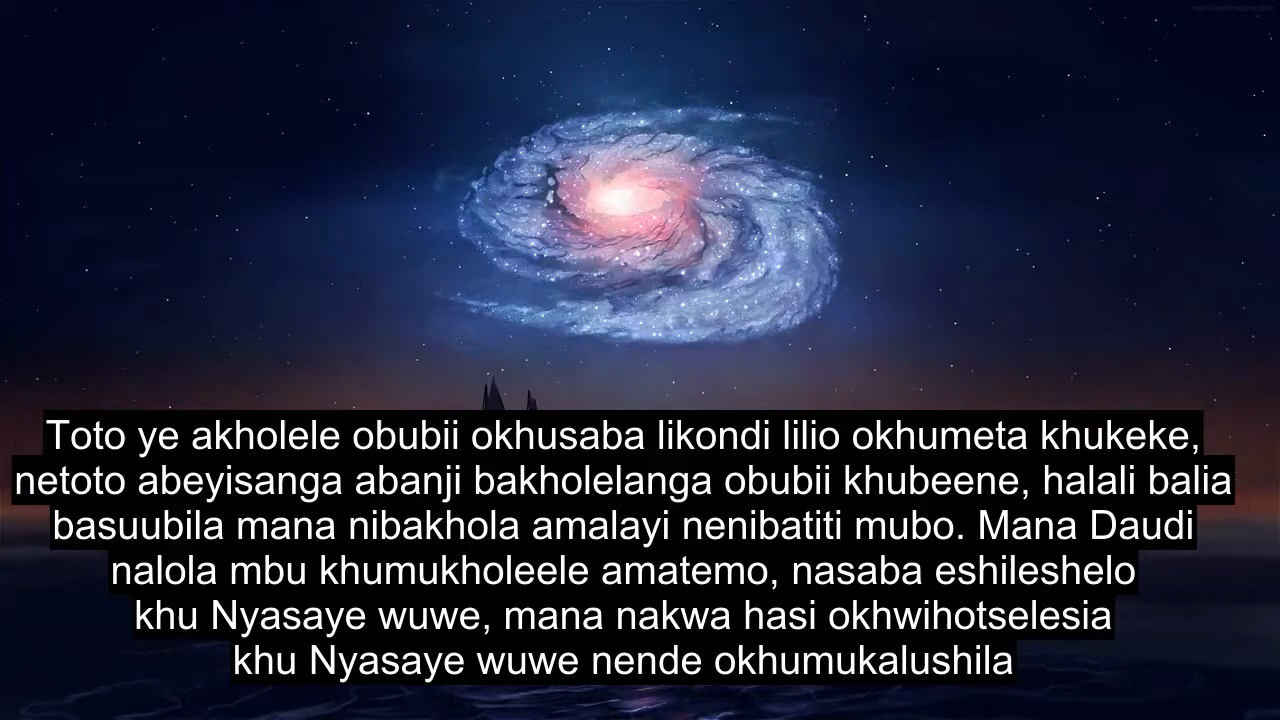 Toto ye akholele obubii okhusaba likondi lilio okhumeta khukeke,
netoto abeyisanga abanji bakholelanga obubii khubeene, halali balia
basuubila mana nibakhola amalayi nenibatiti mubo. Mana Daudi
nalola mbu khumukholeele amatemo, nasaba eshileshelo
khu Nyasaye wuwe, mana nakwa hasi okhwihotselesia
khu Nyasaye wuwe nende okhumukalushila